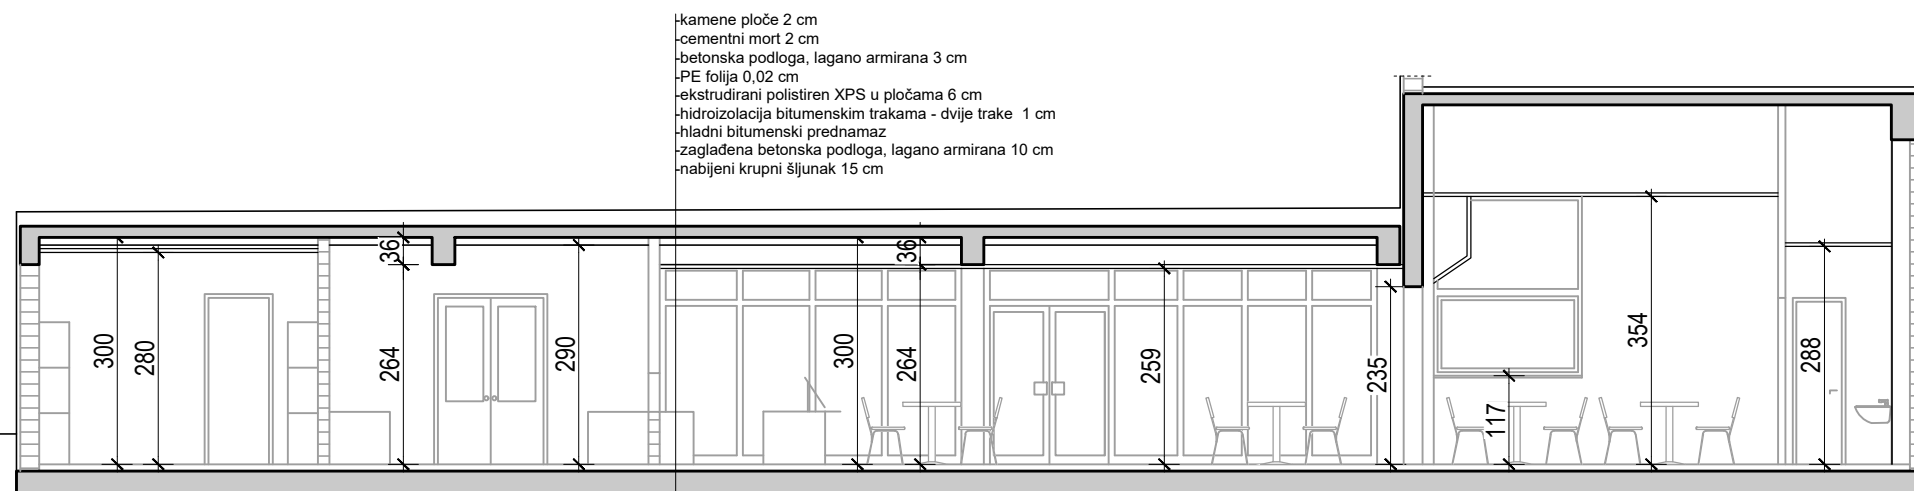 -kamene ploče 2 cm
-cementni mort 2 cm
-betonska podloga, lagano armirana 3 cm
-PE folija 0,02 cm
-ekstrudirani polistiren XPS u pločama 6 cm
-hidroizolacija bitumenskim trakama - dvije trake  1 cm
-hladni bitumenski prednamaz
-zaglađena betonska podloga, lagano armirana 10 cm
-nabijeni krupni šljunak 15 cm
300
280
36
264
290
300
36
264
259
235
117
354
288